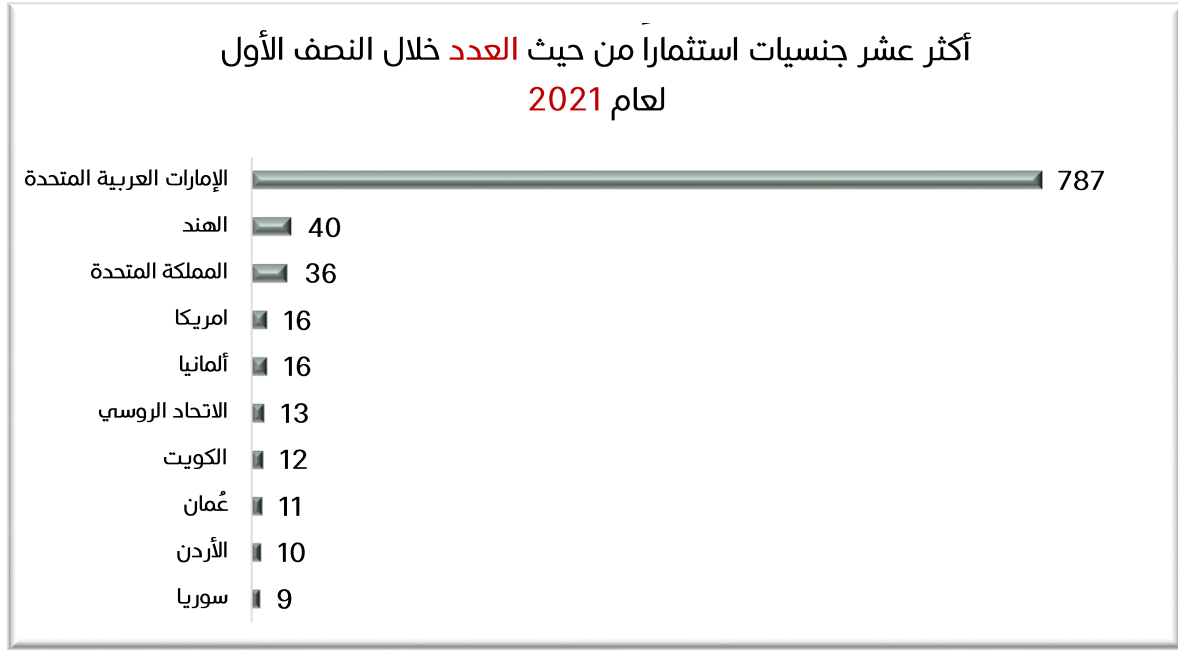 أكثر عشر جنسيات استثماراً من حيث العدد خلال النصف الأول
لعام 2021
الإمارات العربية المتحدة 787
الهند 40
المملكة المتحدة 36
امريكا 16
ألمانيا 16
الاتحاد الروسي 13
الكويت 12
عُمان 11
الأردن 10
سوريا 9